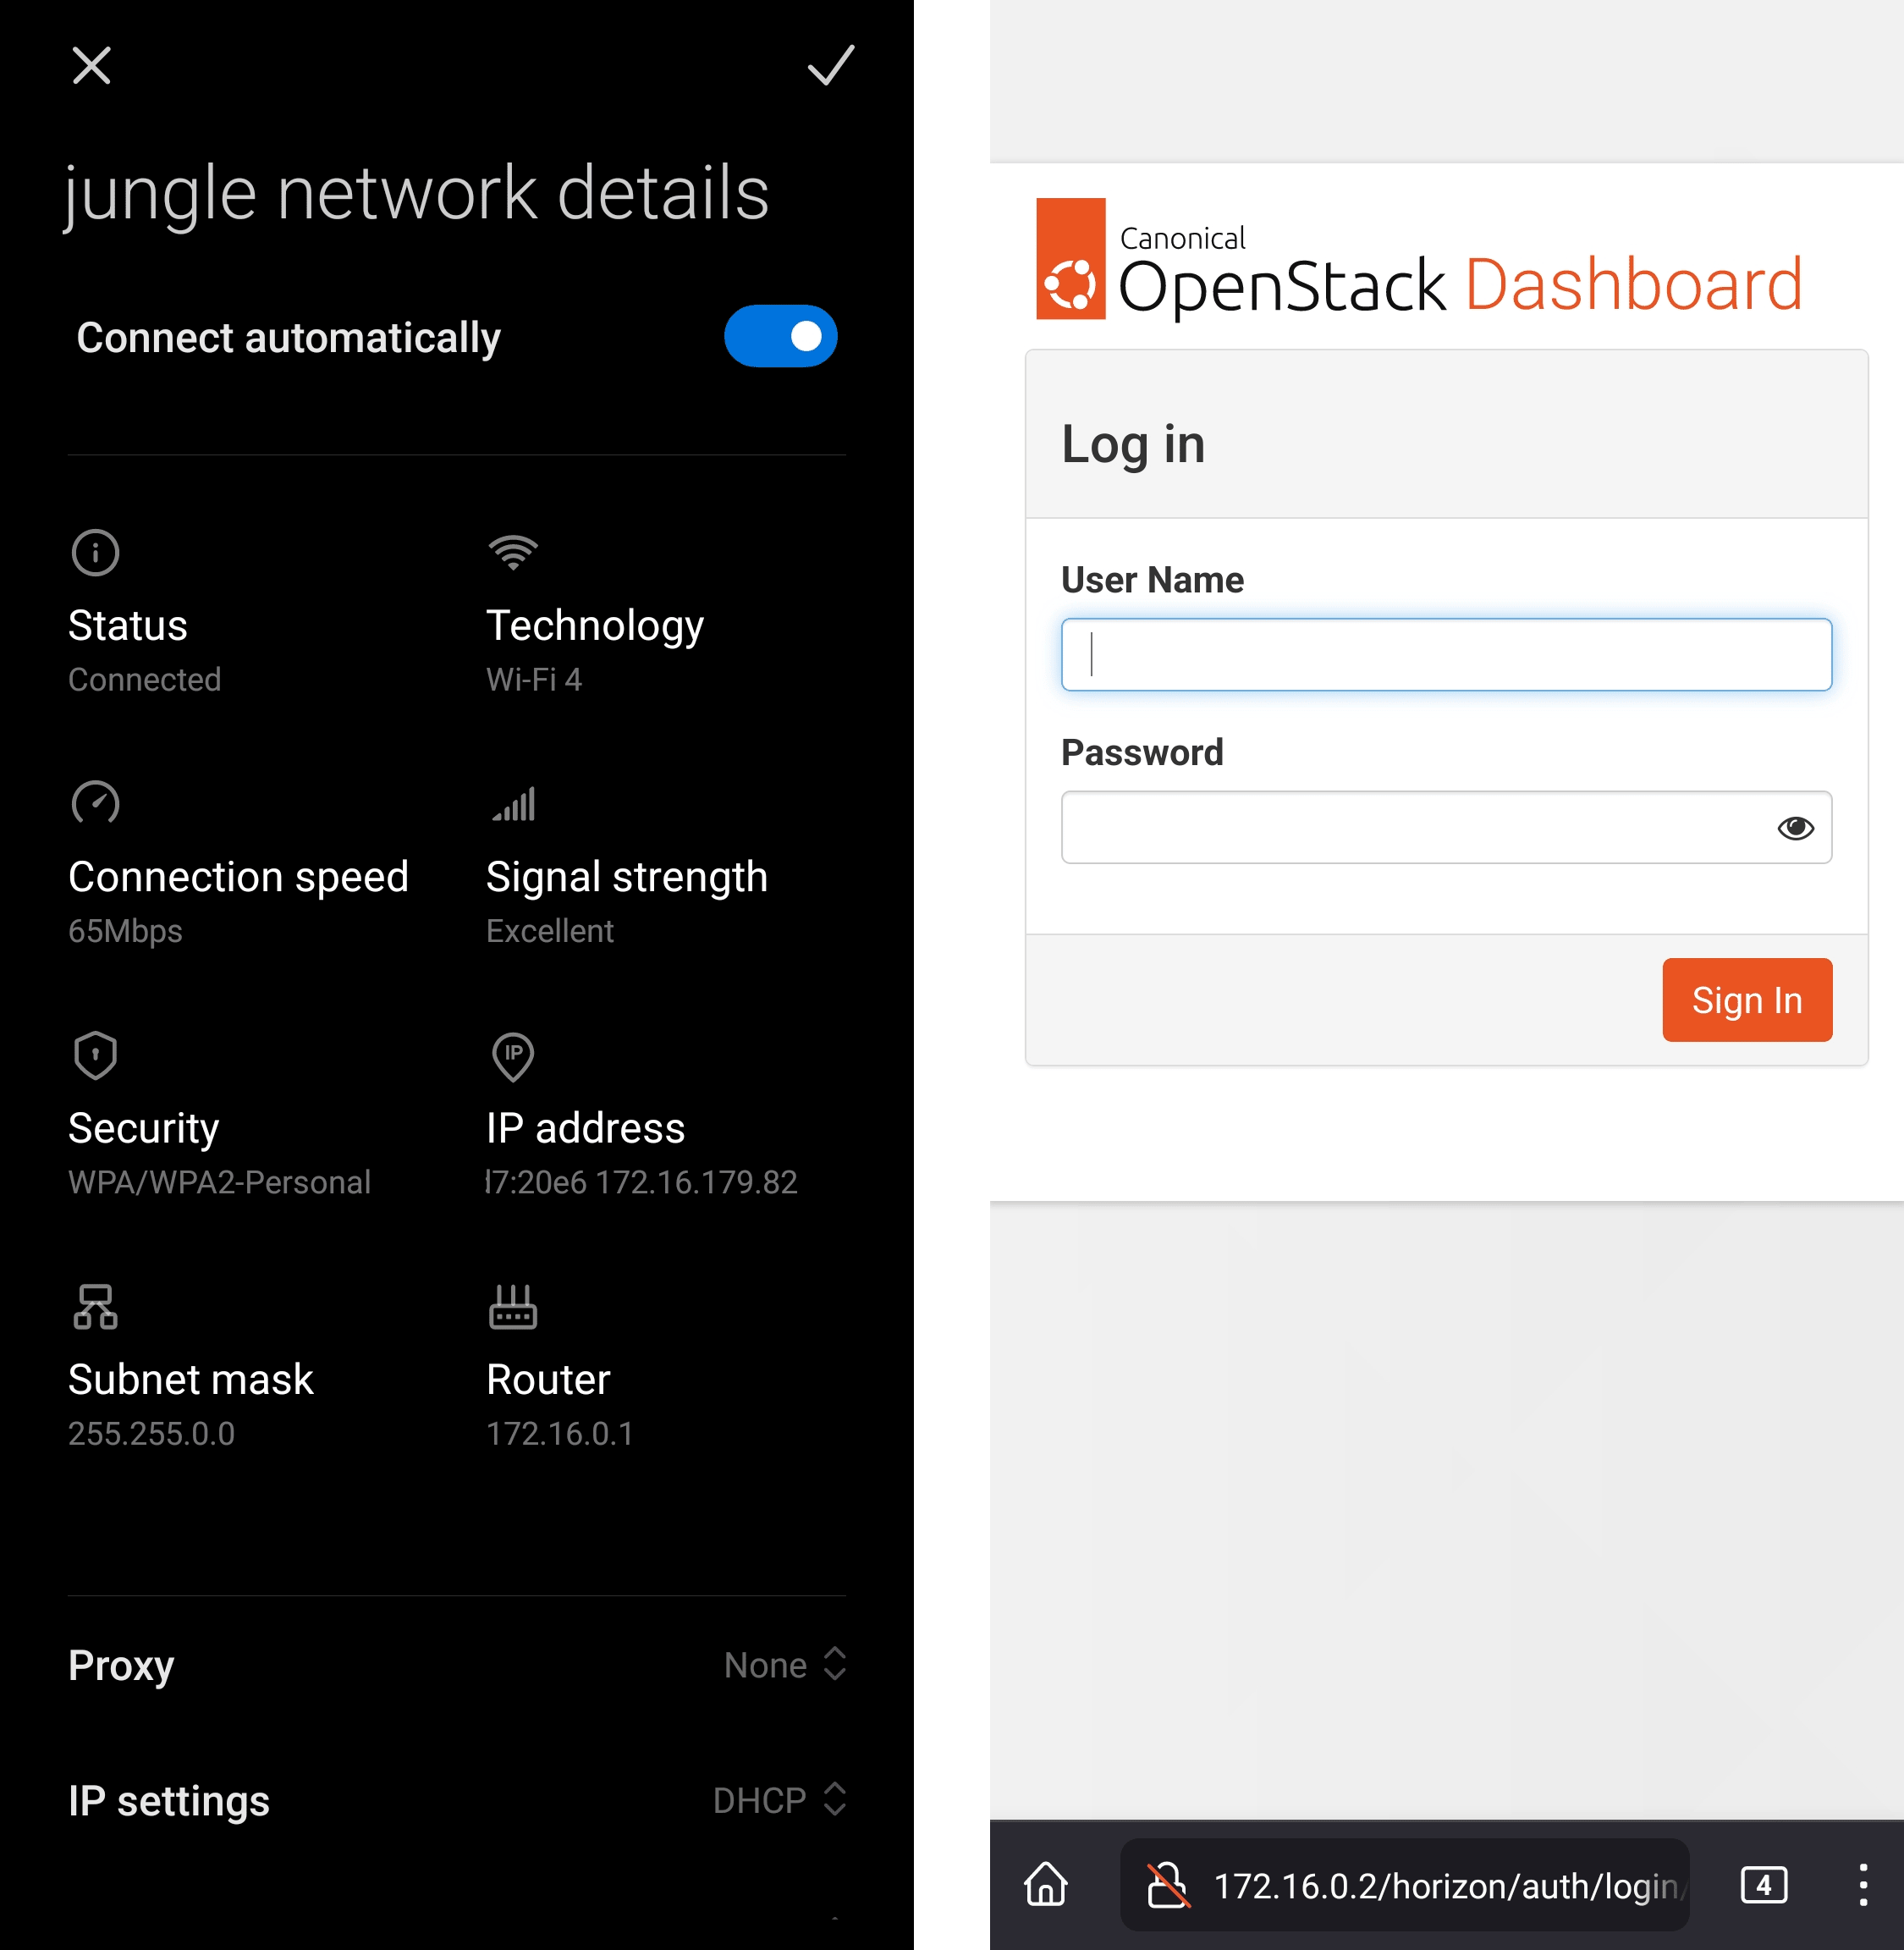 jungle network details
Connect automatically
Status
Connected
Technology
Wi-Fi 4
Connection speed
65Mbps
Signal strength
Excellent
Security
WPA/WPA2-Personal
IP
IP address
7:20e6 172.16.179.82
Subnet mask
255.255.0.0
Router
172.16.0.1
Proxy
None
IP settings
DHCP
Canonical
OpenStack Dashboard
Log in
User Name
Password
Sign In
172.16.0.2/horizon/auth/login/
4